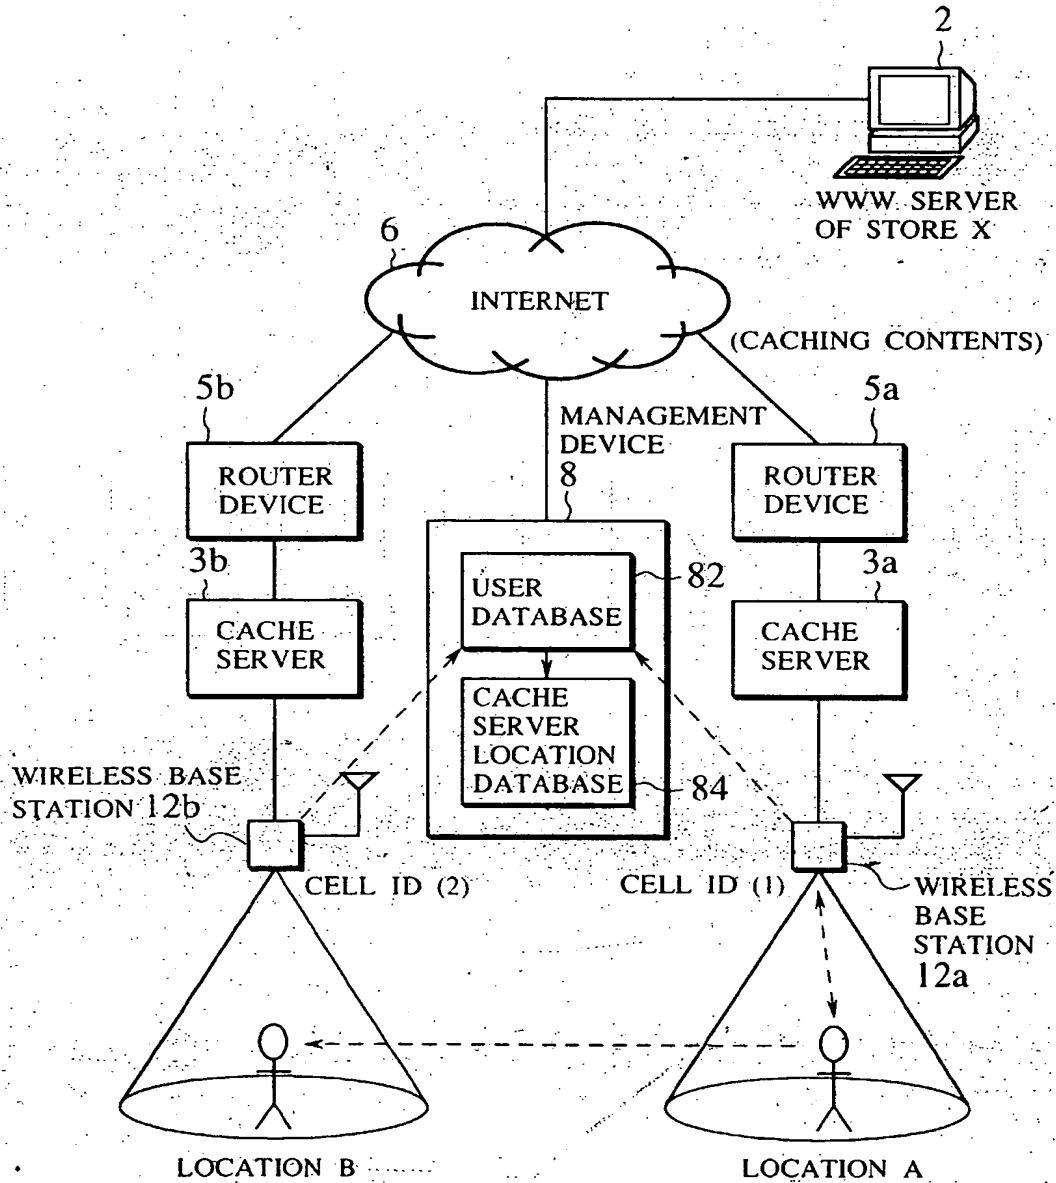 2
WWW SERVER
OF STORE X
6
INTERNET
(CACHING CONTENTS)
5b
MANAGEMENT
DEVICE
8
5a
ROUTER
DEVICE
ROUTER
DEVICE
3b
USER
DATABASE
82
3a
CACHE
SERVER
CACHE
SERVER
CACHE
SERVER
LOCATION
DATABASE
84
WIRELESS BASE
STATION 12b
CELL ID (2)
CELL ID (1)
WIRELESS
BASE
STATION
12a
LOCATION B
LOCATION A